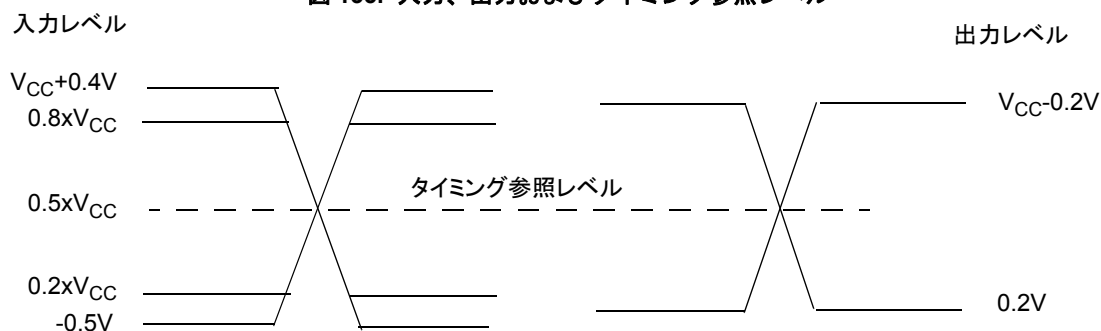 入力レベル
出力レベル
VCC+0.4V
0.8xVCC
VCC-0.2V
タイミング参照レベル
0.5xVCC
0.2xVCC
0.2V
-0.5V